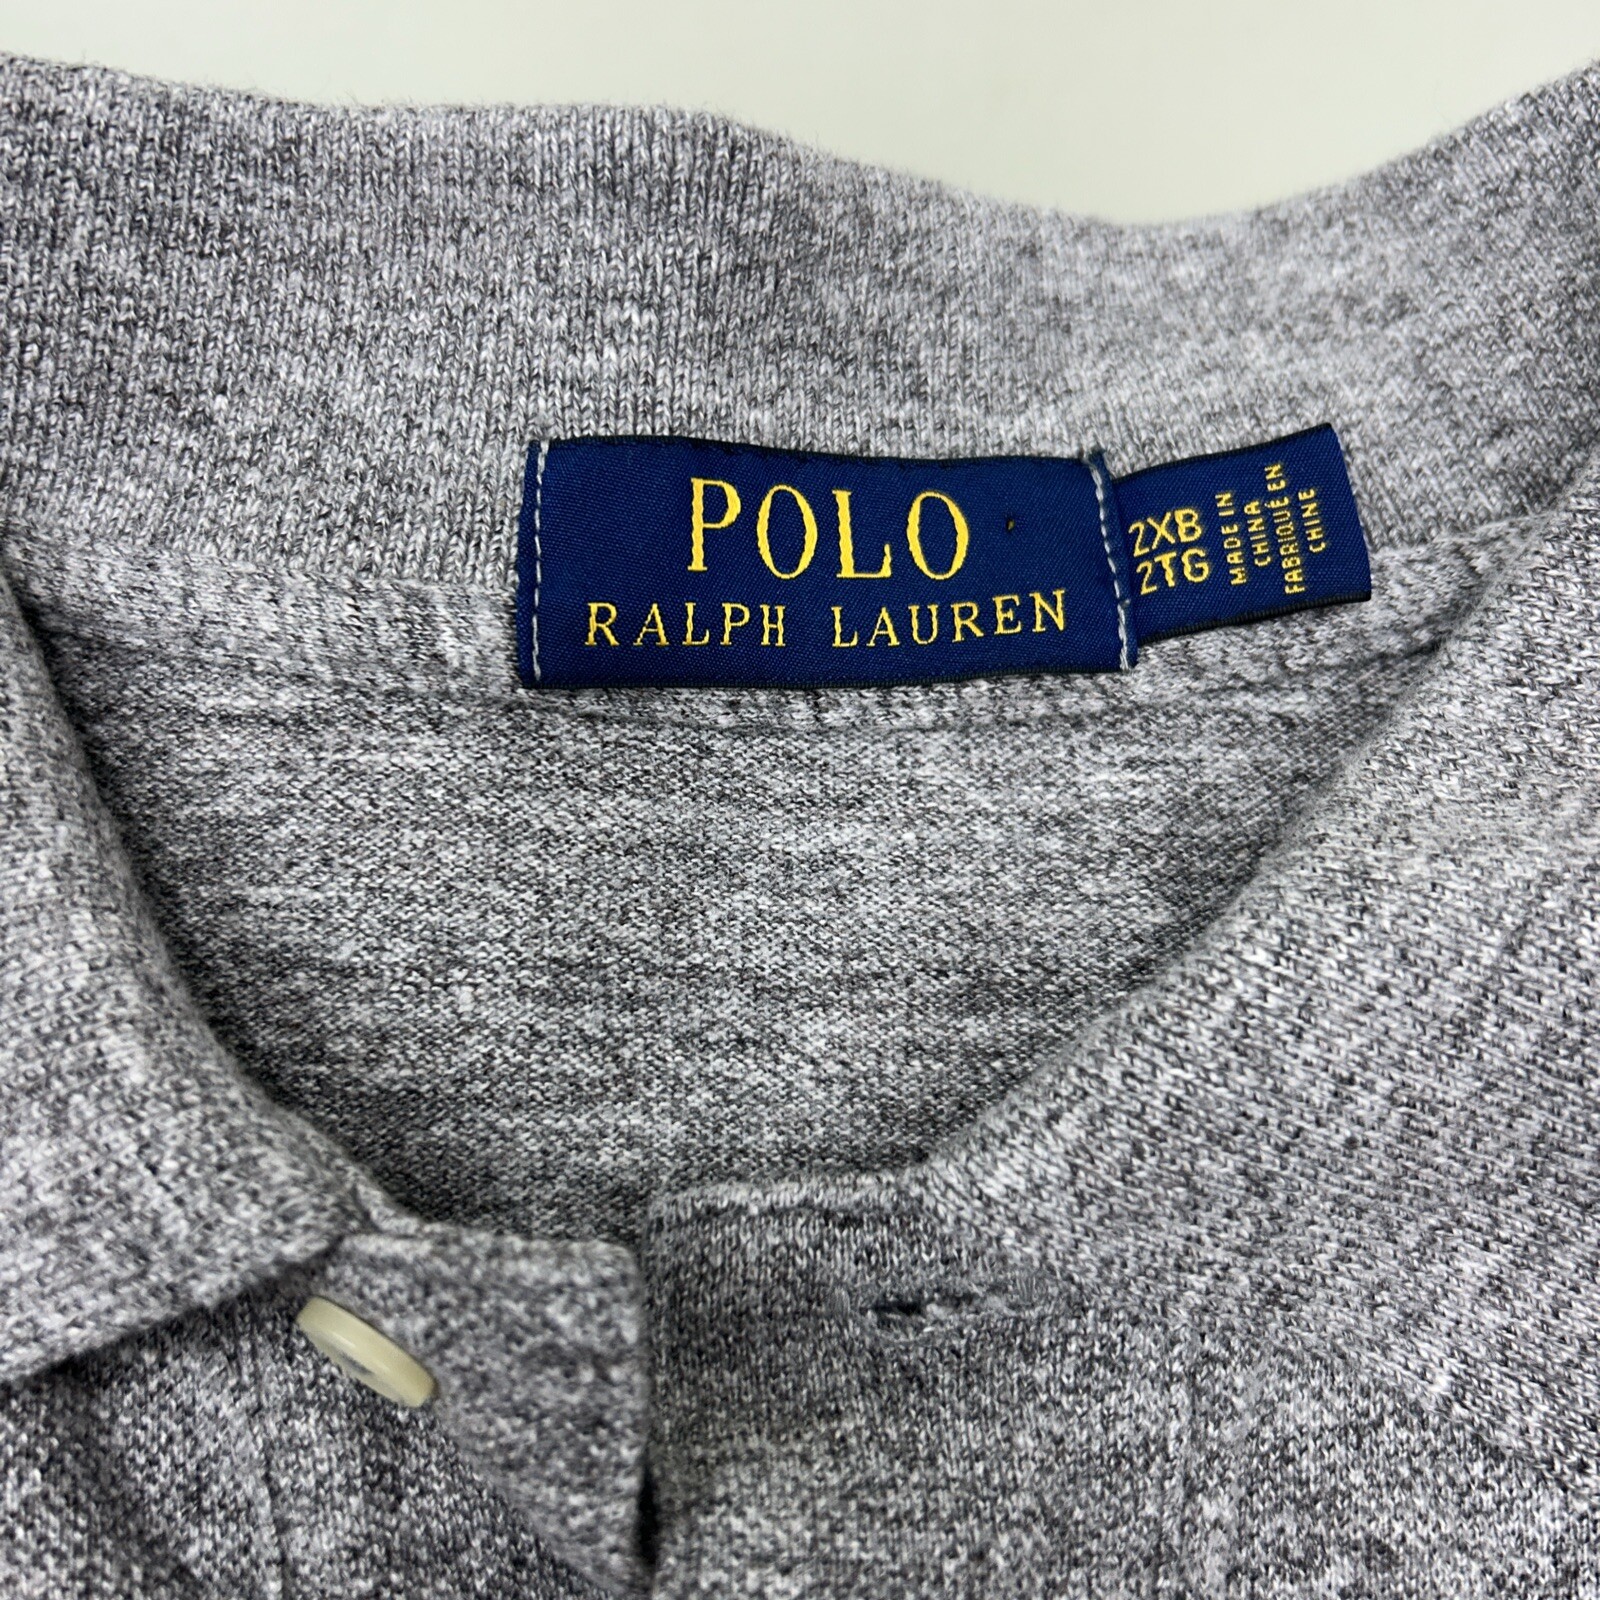 POLO
RALPH LAUREN
2XB
2TG
MADE IN
CHINA
FABRIQUÉ EN
CHINE